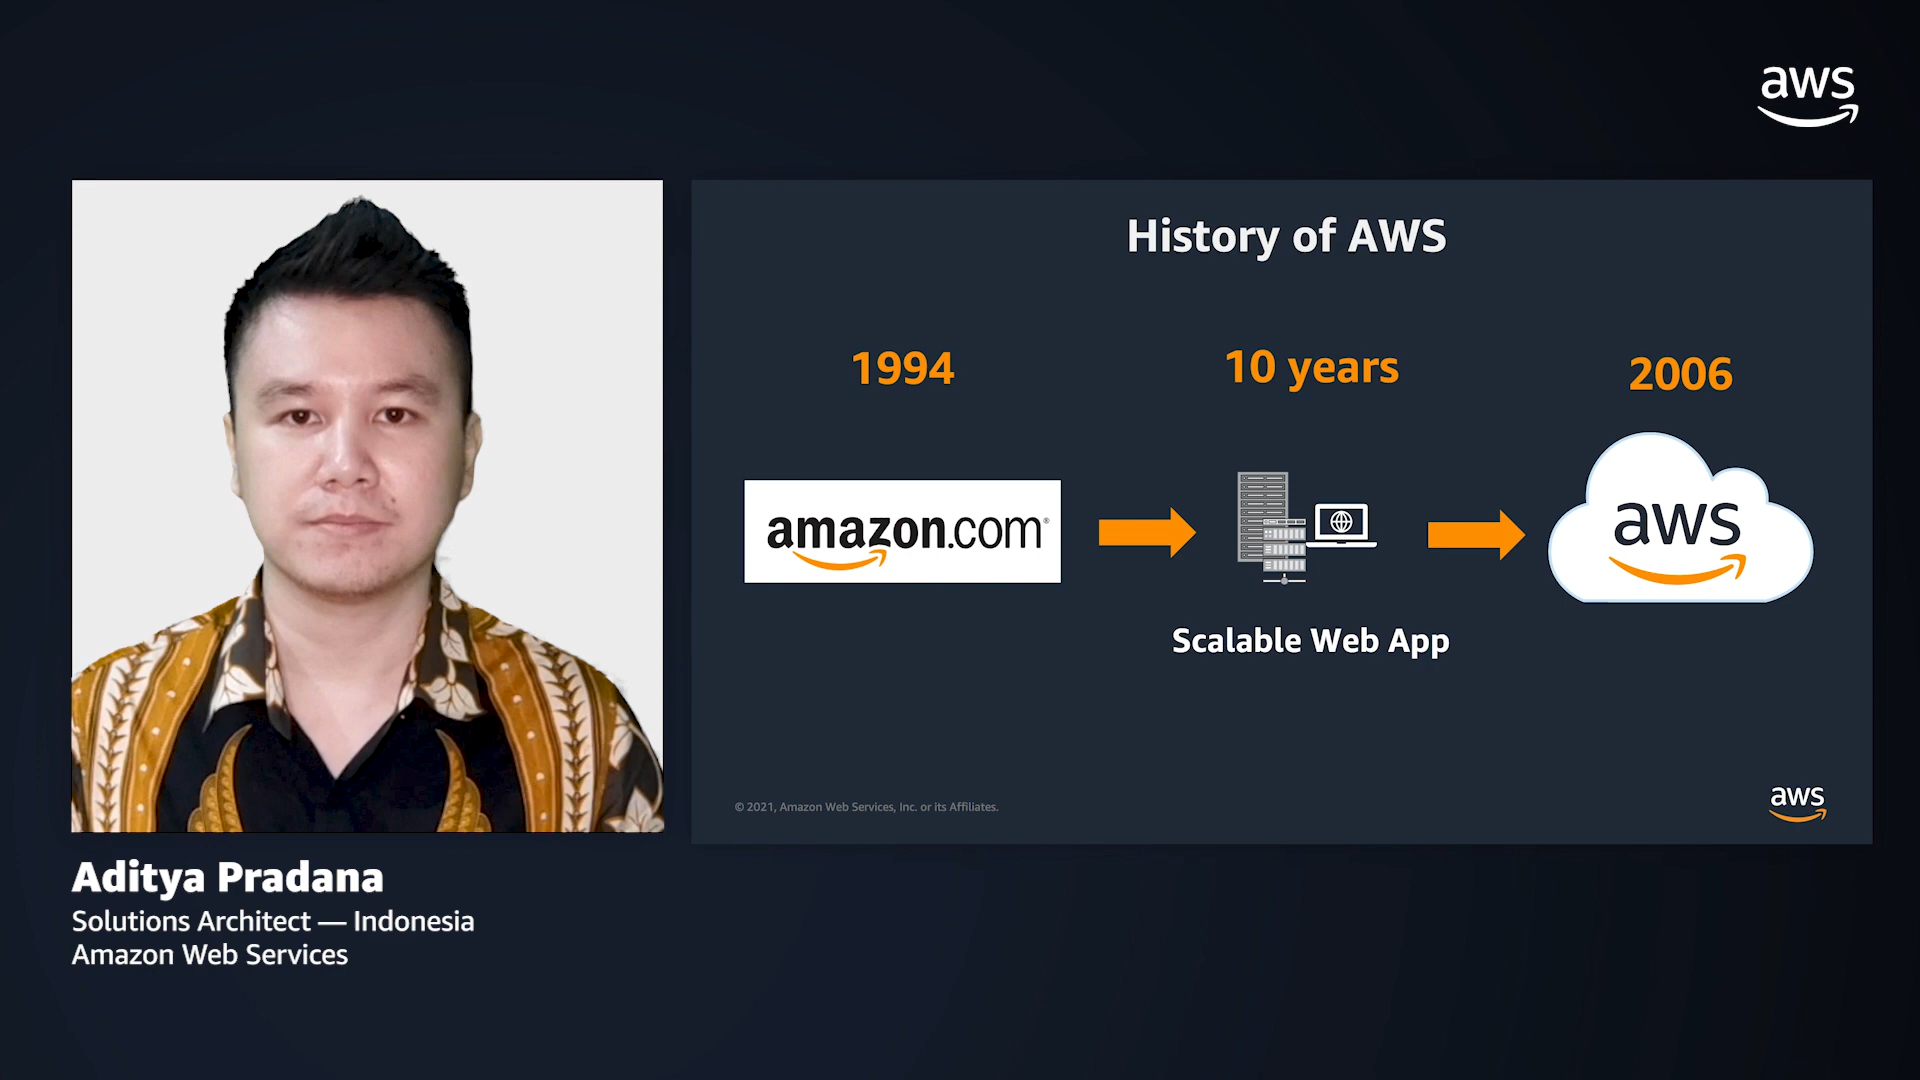 aws
History of AWS
1994
10 years
2006
amazon.com®
aws
Scalable Web App
© 2021, Amazon Web Services, Inc. or its Affiliates.
aws
Aditya Pradana
Solutions Architect — Indonesia
Amazon Web Services